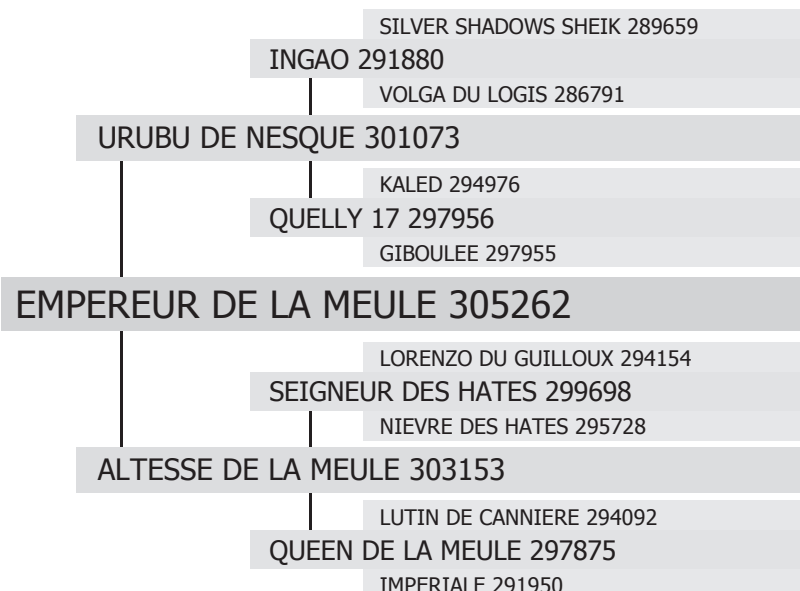 SILVER SHADOWS SHEIK 289659
INGAO 291880
VOLGA DU LOGIS 286791
URUBU DE NESQUE 301073
KALED 294976
QUELLY 17 297956
GIBOULEE 297955
EMPEREUR DE LA MEULE 305262
LORENZO DU GUILLOUX 294154
SEIGNEUR DES HATES 299698
NIEVRE DES HATES 295728
ALTESSE DE LA MEULE 303153
LUTIN DE CANNIERE 294092
QUEEN DE LA MEULE 297875
IMPERIALE 291950